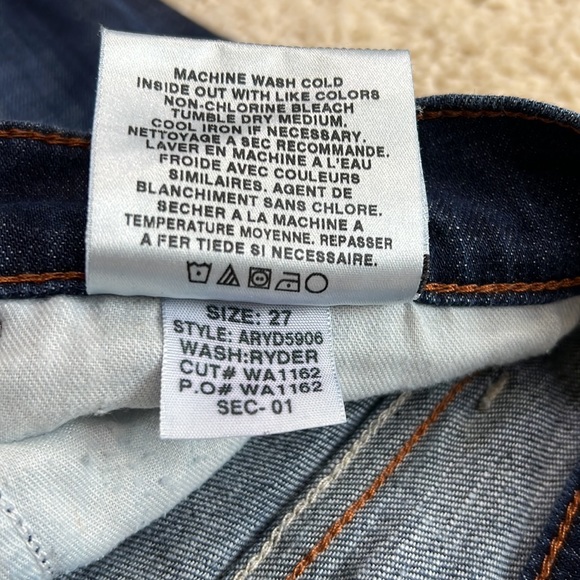 MACHINE WASH COLD
INSIDE OUT WITH LIKE COLORS
NON-CHLORINE BLEACH
TUMBLE DRY MEDIUM.
COOL IRON IF NECESSARY.
NETTOYAGE A SEC RECOMMANDE.
LAVER EN MACHINE A L'EAU
FROIDE AVEC COULEURS
SIMILAIRES. AGENT DE
BLANCHIMENT SANS CHLORE.
SECHER A LA MACHINE A
TEMPERATURE MOYENNE. REPASSER
A FER TIEDE SI NECESSAIRE.
SIZE: 27
STYLE: ARYD5906
WASH:RYDER
CUT# WA1162
P.O# WA1162
SEC- 01